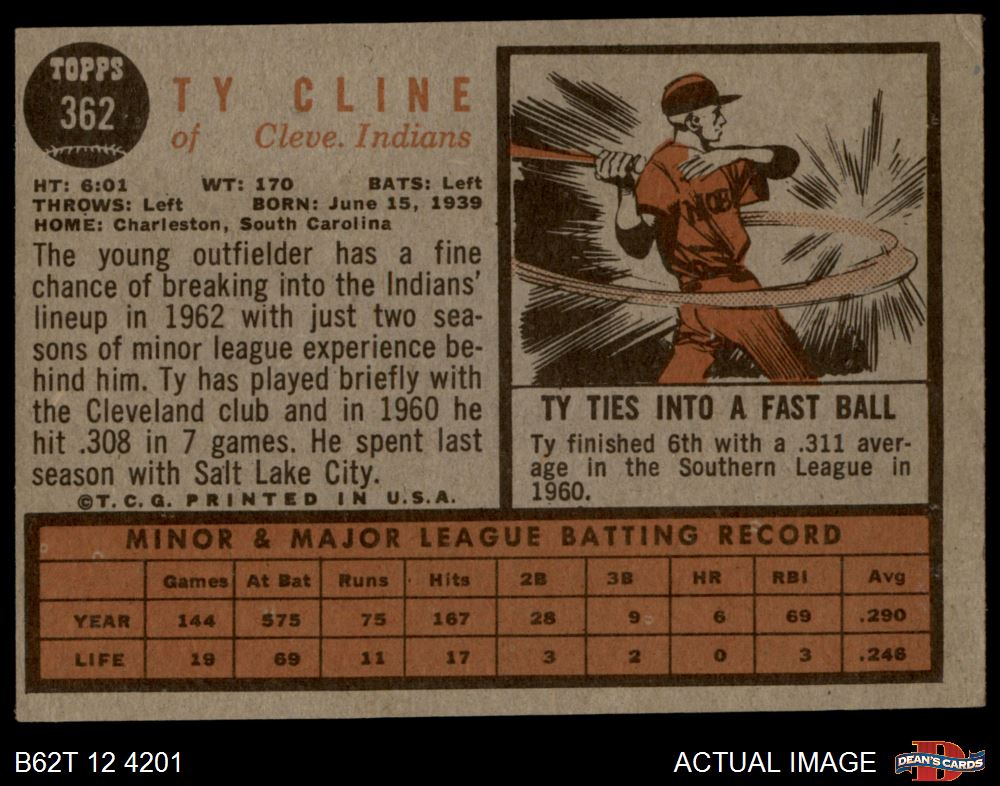 TOPPS
362
TY CLINE
of Cleve. Indians
HT: 6:01 WT: 170 BATS: Left
THROWS: Left BORN: June 15, 1939
HOME: Charleston, South Carolina
The young outfielder has a fine
chance of breaking into the Indians'
lineup in 1962 with just two sea-
sons of minor league experience be-
hind him. Ty has played briefly with
the Cleveland club and in 1960 he
hit .308 in 7 games. He spent last
season with Salt Lake City.
©T.C.G. PRINTED IN U.S.A.
TY TIES INTO A FAST BALL
Ty finished 6th with a .311 aver-
age in the Southern League in
1960.
MINOR & MAJOR LEAGUE BATTING RECORD
Games At Bat Runs Hits 2B 3B HR RBI Avg
YEAR 144 575 75 167 28 9 6 69 .290
LIFE 19 69 11 17 3 2 0 3 .246
B62T 12 4201
ACTUAL IMAGE
DEAN'S CARDS